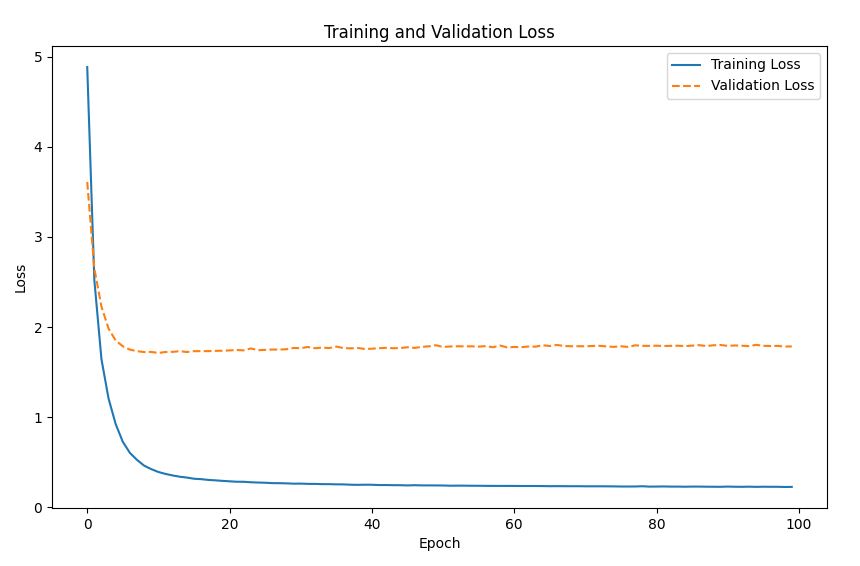 Training and Validation Loss
Training Loss
Validation Loss
5
4
3
2
1
0
Loss
0 20 40 60 80 100
Epoch